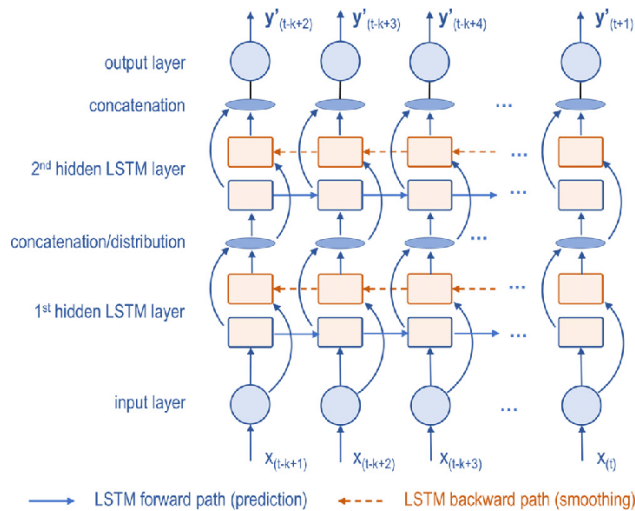 y'(t-k+2) y'(t-k+3) y'(t-k+4) y'(t+1)
output layer
concatenation
...
2nd hidden LSTM layer
...
...
concatenation/distribution
...
1st hidden LSTM layer
...
...
input layer
...
x(t-k+1) x(t-k+2) x(t-k+3) x(t)
LSTM forward path (prediction) LSTM backward path (smoothing)